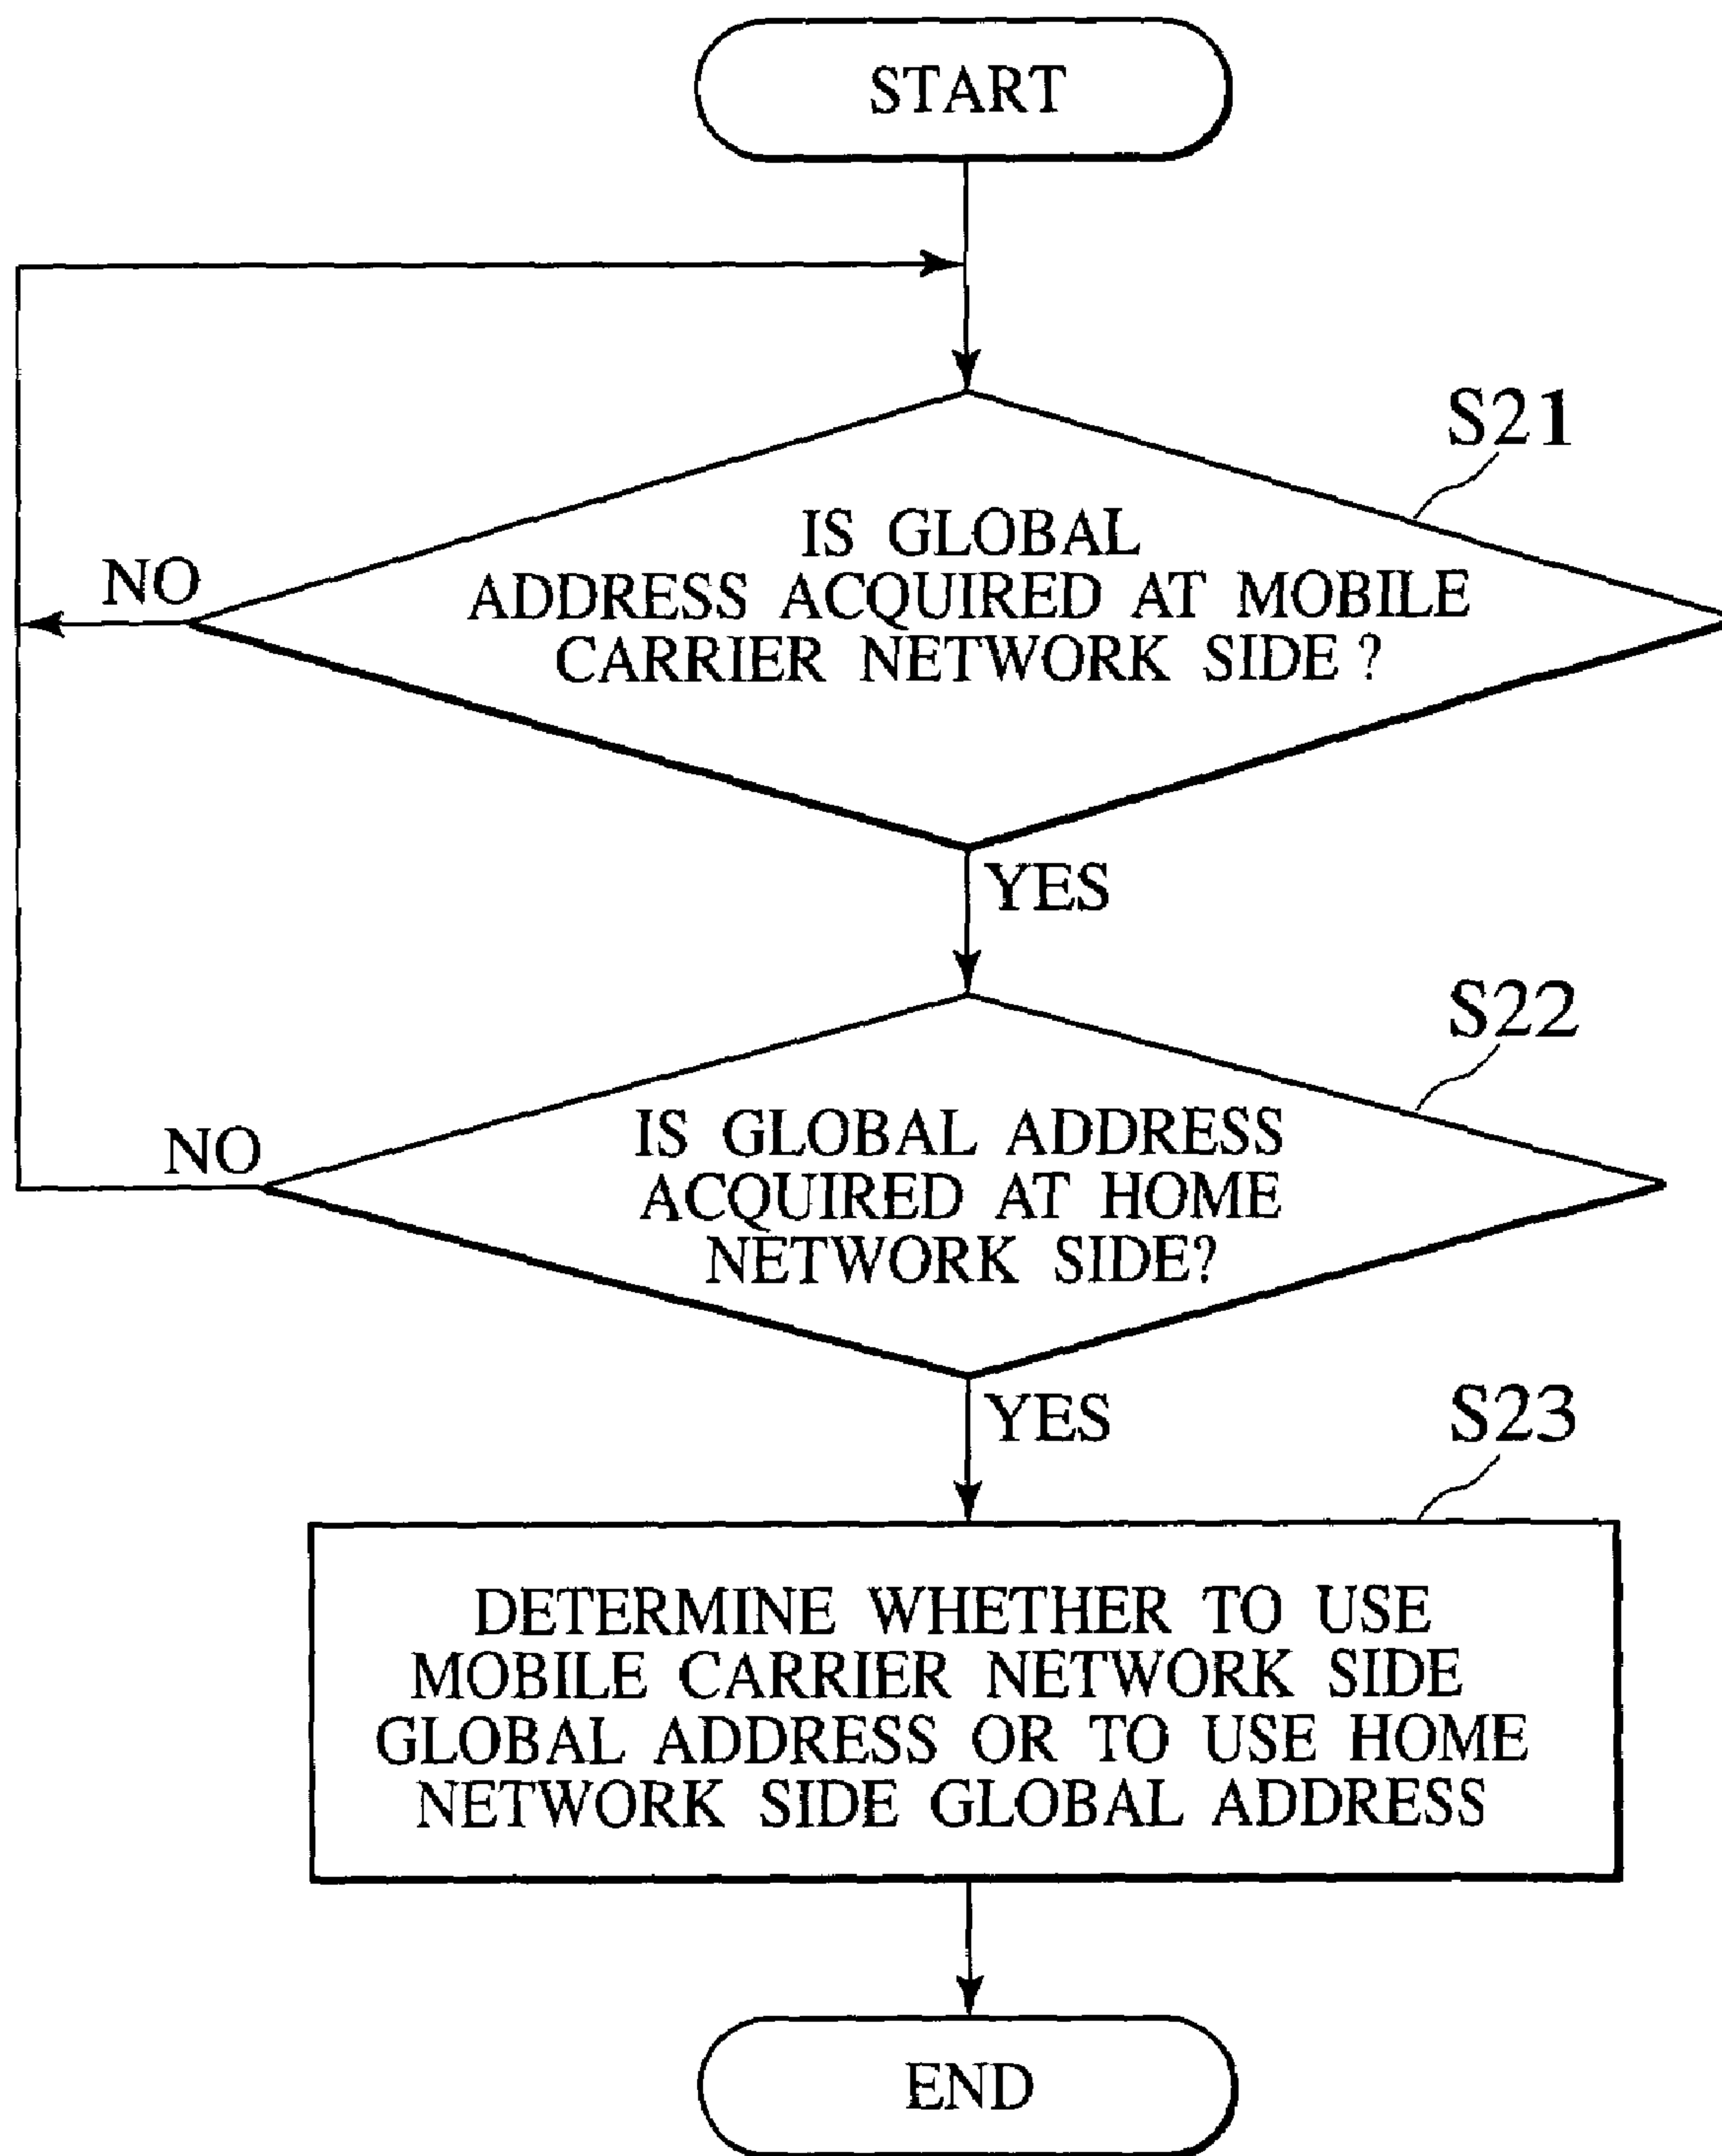 START
S21
IS GLOBAL
ADDRESS ACQUIRED AT MOBILE
CARRIER NETWORK SIDE?
NO
YES
S22
IS GLOBAL ADDRESS
ACQUIRED AT HOME
NETWORK SIDE?
NO
YES
S23
DETERMINE WHETHER TO USE
MOBILE CARRIER NETWORK SIDE
GLOBAL ADDRESS OR TO USE HOME
NETWORK SIDE GLOBAL ADDRESS
END